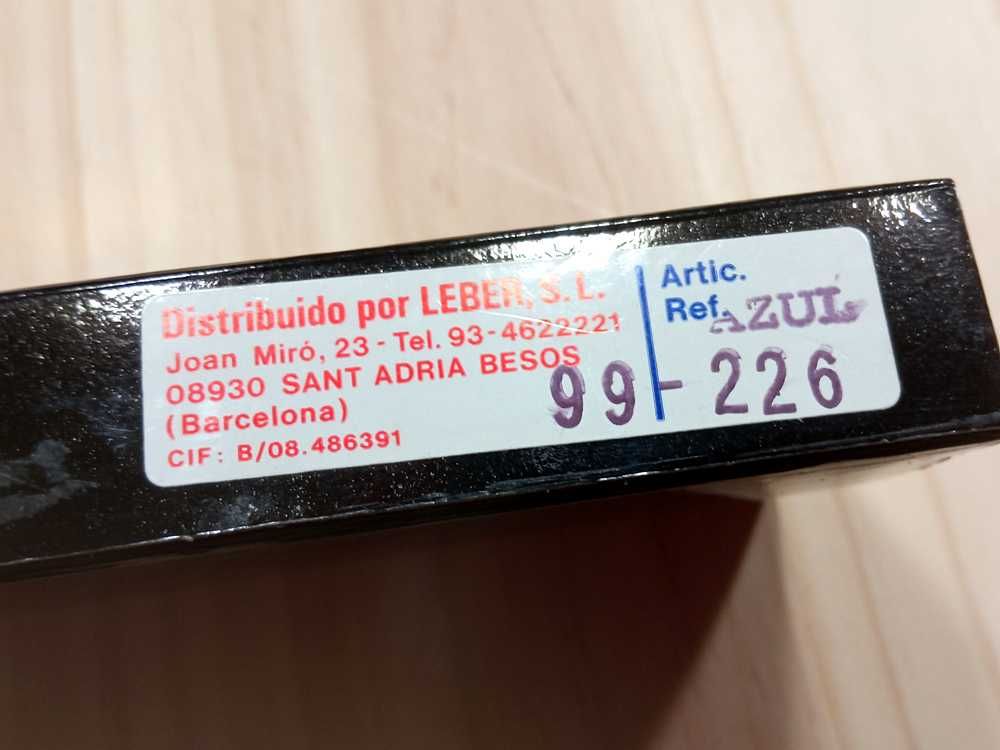 Distribuido por LEBER, S.L.
Joan Miró, 23 - Tel. 93-4622221
08930 SANT ADRIA BESOS
(Barcelona)
CIF: B/08.486391
Artic.
Ref. AZUL
99-226